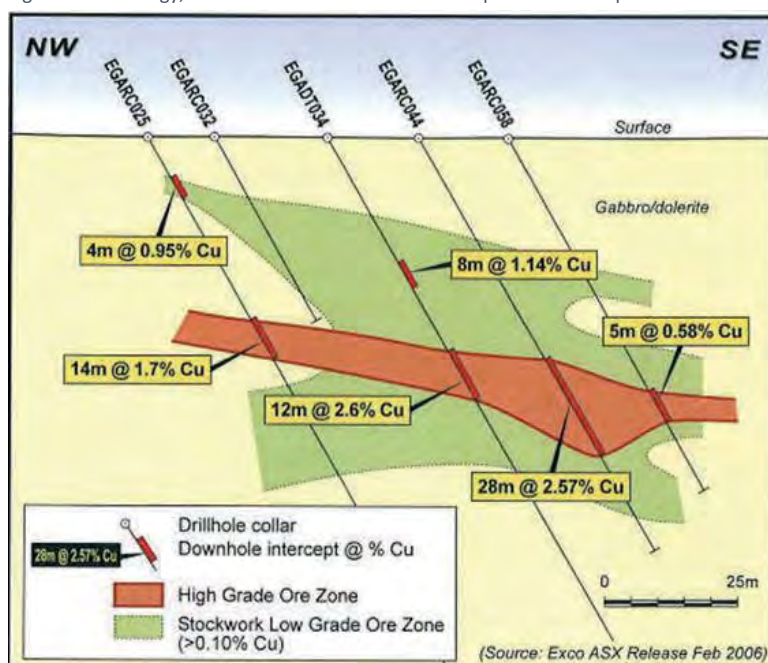 NW
SE
EGARC025
EGARC032
EGADT034
EGARC044
EGARC058
Surface
Gabbro/dolerite
4m @ 0.95% Cu
8m @ 1.14% Cu
5m @ 0.58% Cu
14m @ 1.7% Cu
12m @ 2.6% Cu
28m @ 2.57% Cu
Drillhole collar
28m @ 2.57% Cu
Downhole intercept @ % Cu
High Grade Ore Zone
Stockwork Low Grade Ore Zone
(>0.10% Cu)
0 25m
(Source: Exco ASX Release Feb 2006)